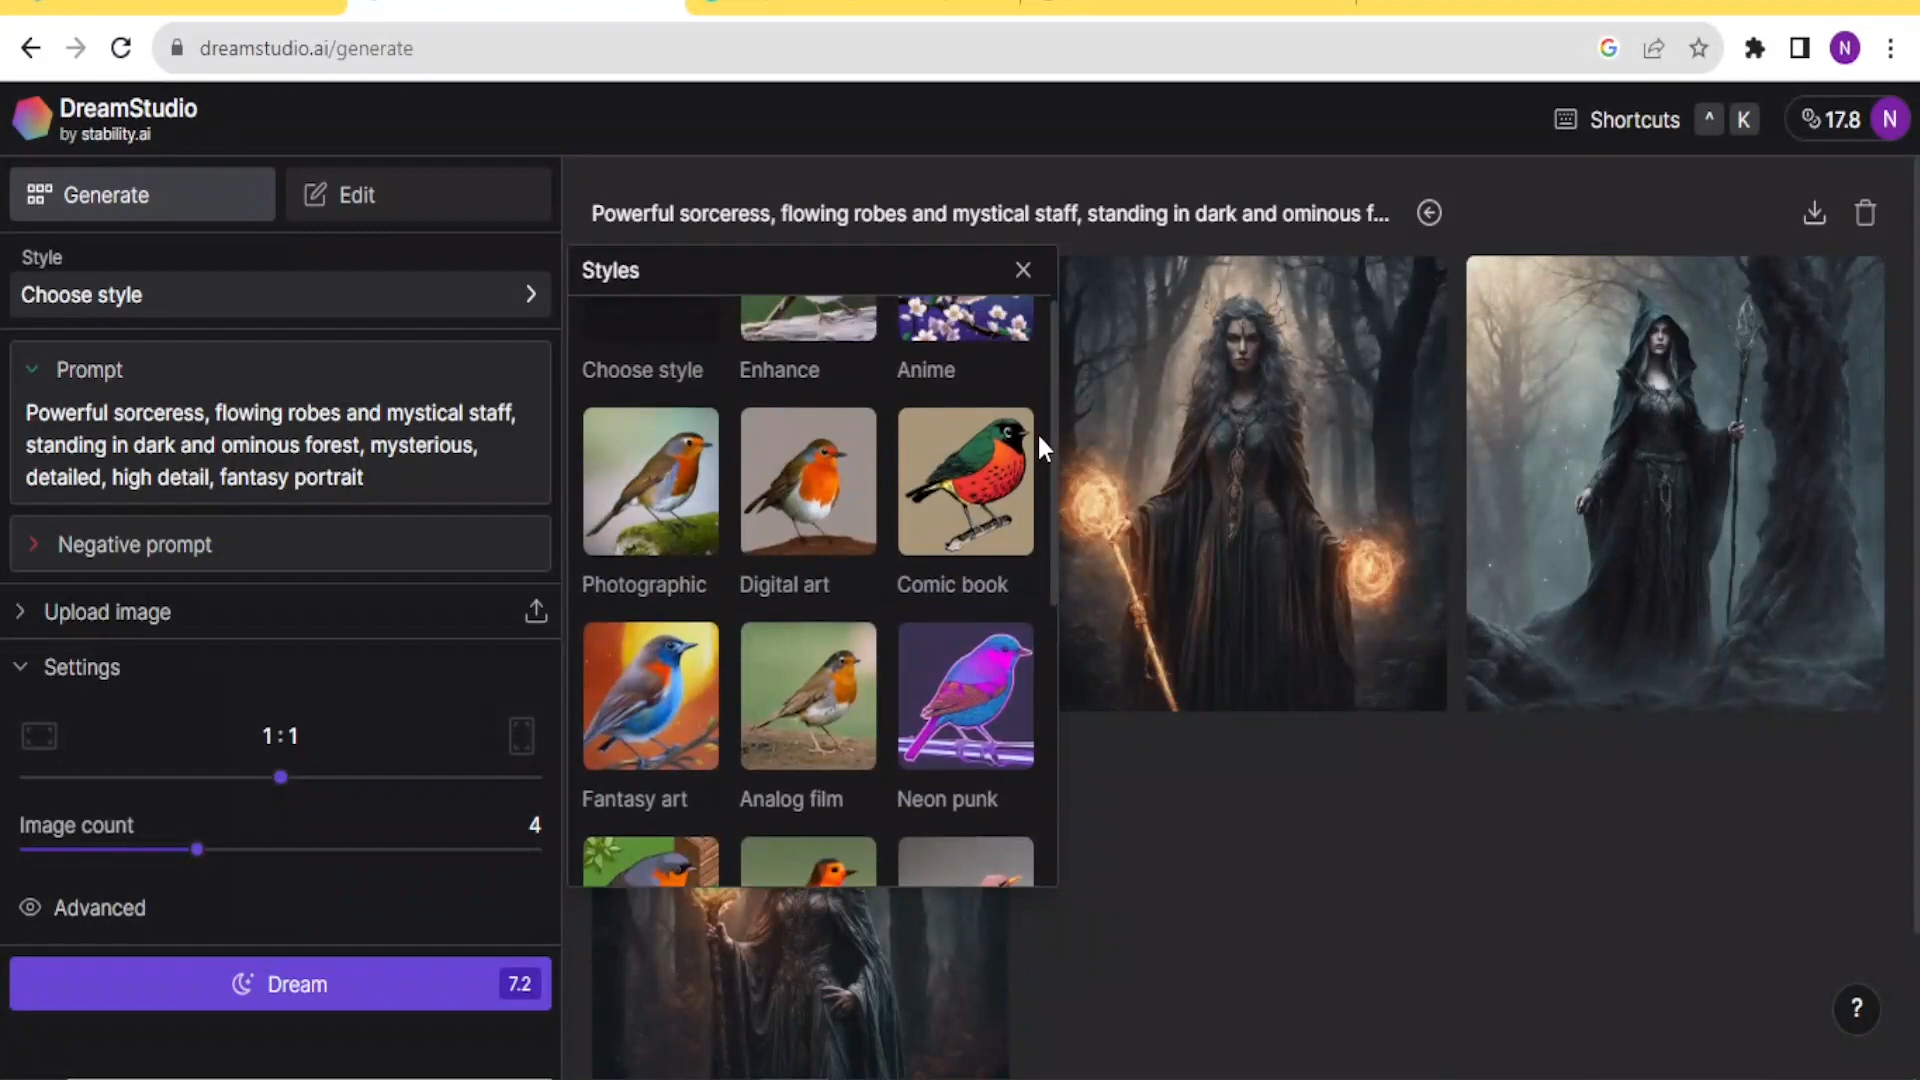 dreamstudio.ai/generate
N
DreamStudio
by stability.ai
Shortcuts ^ K
17.8 N
Generate
Edit
Style
Choose style
Prompt
Powerful sorceress, flowing robes and mystical staff,
standing in dark and ominous forest, mysterious,
detailed, high detail, fantasy portrait
Negative prompt
Upload image
Settings
1 : 1
Image count 4
Advanced
Dream 7.2
Powerful sorceress, flowing robes and mystical staff, standing in dark and ominous f...
Styles
Choose style Enhance Anime
Photographic Digital art Comic book
Fantasy art Analog film Neon punk
?